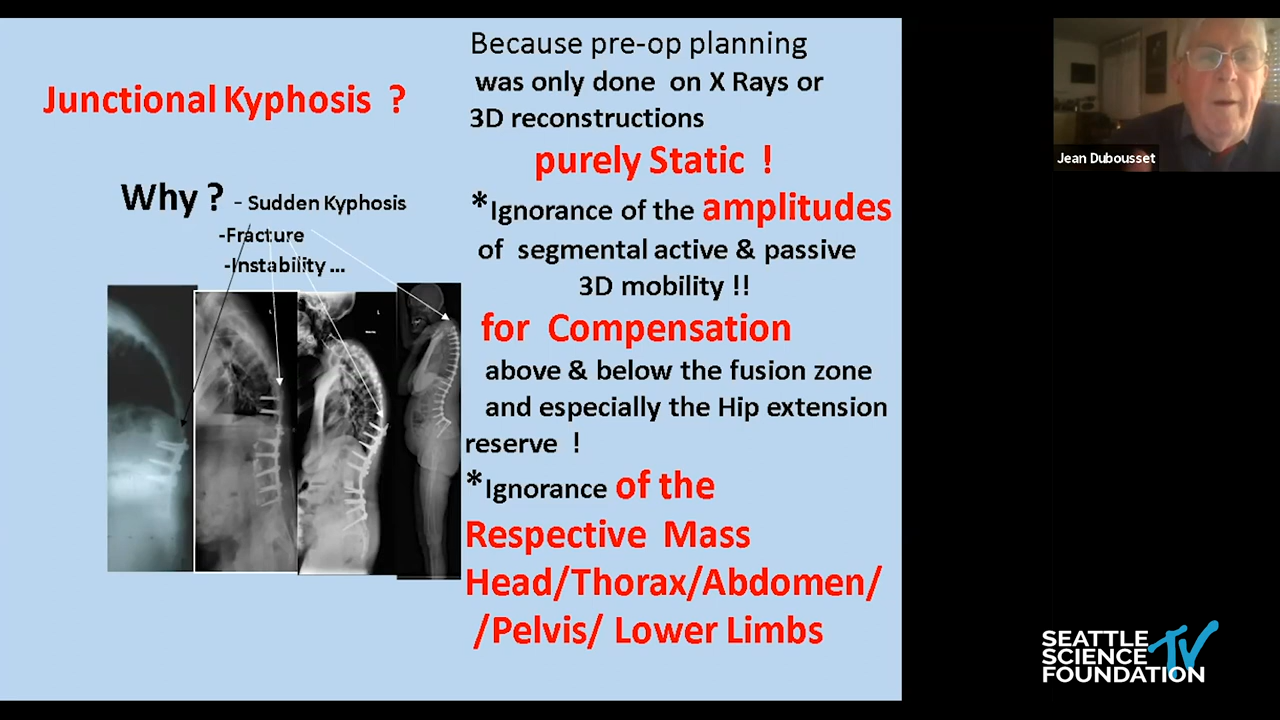 Junctional Kyphosis ?
Why ? - Sudden Kyphosis
-Fracture
-Instability ...
L
L
Because pre-op planning
was only done on X Rays or
3D reconstructions
purely Static !
*Ignorance of the amplitudes
of segmental active & passive
3D mobility !!
for Compensation
above & below the fusion zone
and especially the Hip extension
reserve !
*Ignorance of the
Respective Mass
Head/Thorax/Abdomen/
/Pelvis/ Lower Limbs
Jean Dubousset
SEATTLE
SCIENCE TV
FOUNDATION